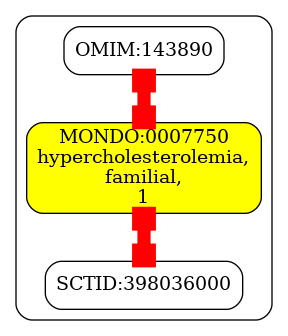 OMIM:143890
MONDO:0007750
hypercholesterolemia,
familial,
1
SCTID:398036000